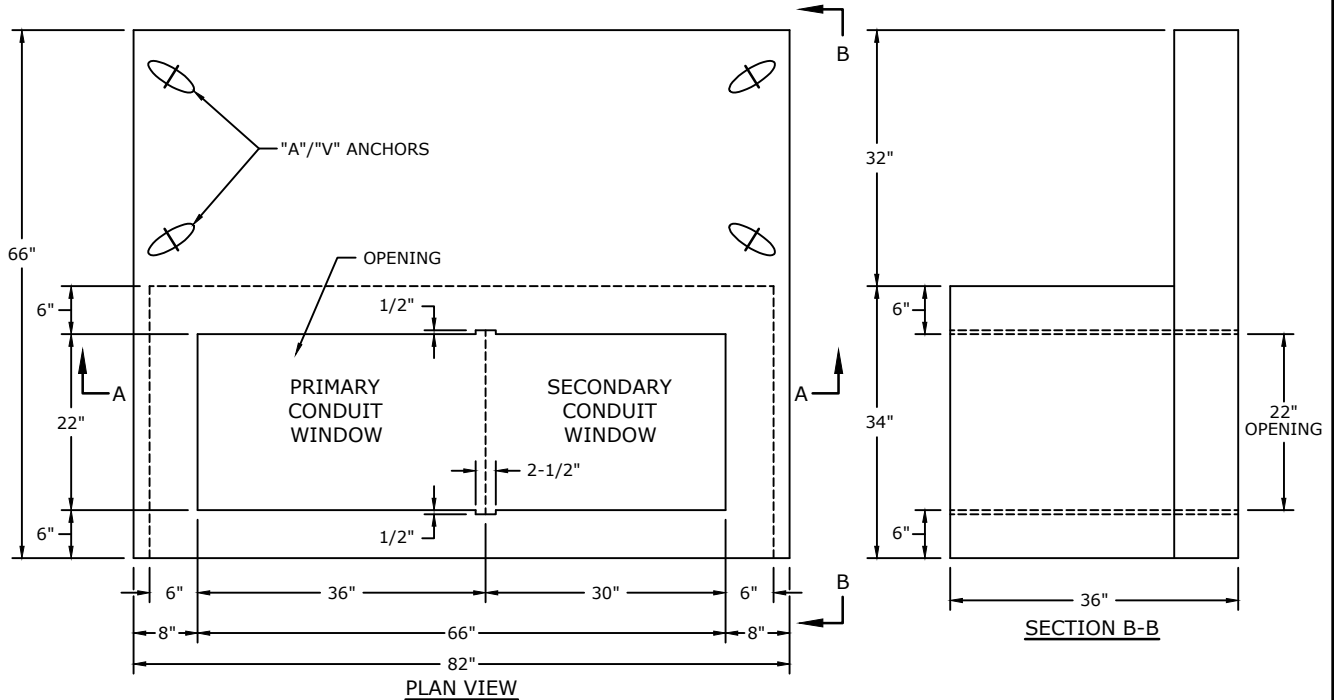 B
"A"/"V" ANCHORS
32"
66"
OPENING
6"
1/2"
6"
A
PRIMARY
CONDUIT
WINDOW
SECONDARY
CONDUIT
WINDOW
A
22"
34"
22"
OPENING
2-1/2"
6"
1/2"
6"
6"
36"
30"
6"
B
36"
8"
66"
8"
SECTION B-B
82"
PLAN VIEW